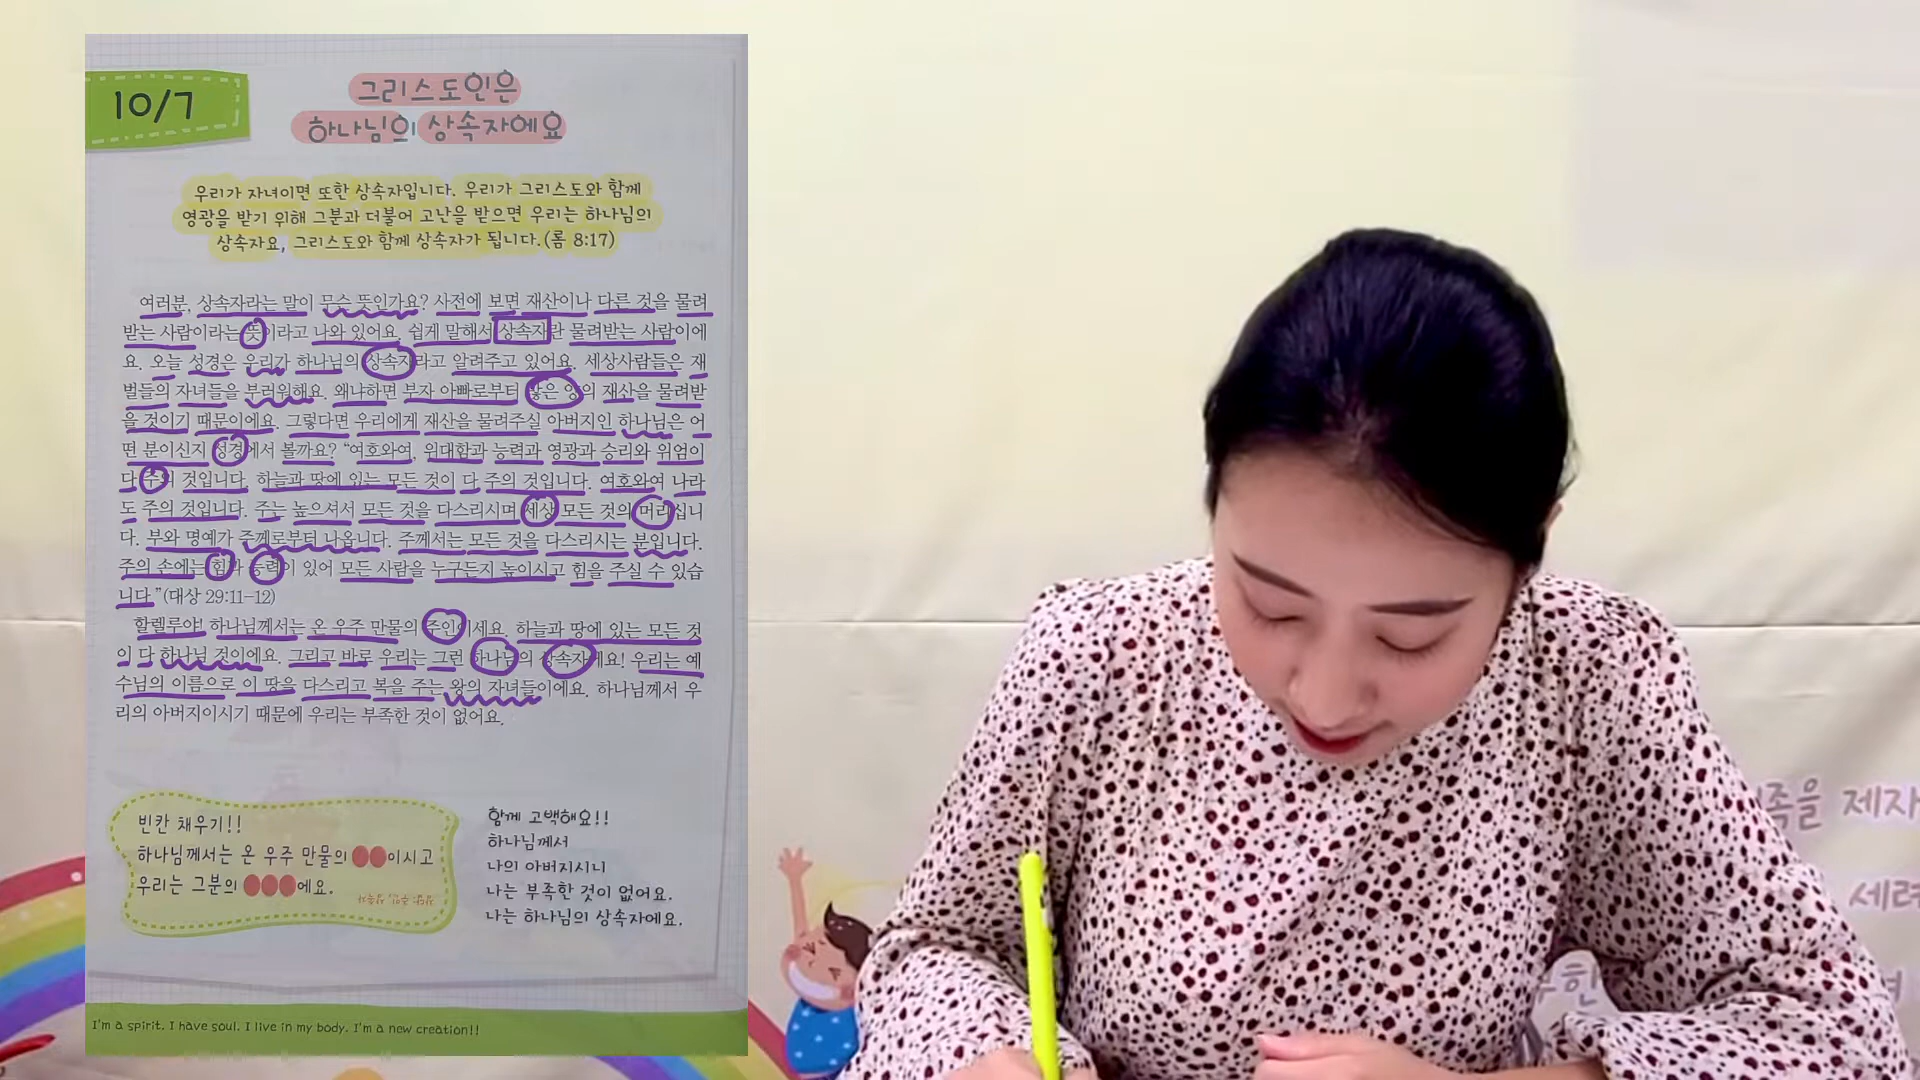 10/7
그리스도인은
하나님의 상속자에요
우리가 자녀이면 또한 상속자입니다. 우리가 그리스도와 함께
영광을 받기 위해 그분과 더불어 고난을 받으면 우리는 하나님의
상속자요, 그리스도와 함께 상속자가 됩니다.(롬 8:17)
여러분, 상속자라는 말이 무슨 뜻인가요? 사전에 보면 재산이나 다른 것을 물려
받는 사람이라는 뜻이라고 나와 있어요. 쉽게 말해서 상속자란 물려받는 사람이에
요. 오늘 성경은 우리가 하나님의 상속자라고 알려주고 있어요. 세상사람들은 재
벌들의 자녀들을 부러워해요. 왜냐하면 부자 아빠로부터 많은 양의 재산을 물려받
을 것이기 때문이에요. 그렇다면 우리에게 재산을 물려주실 아버지인 하나님은 어
떤 분이신지 성경에서 볼까요? “여호와여, 위대함과 능력과 영광과 승리와 위엄이
다 주의 것입니다. 하늘과 땅에 있는 모든 것이 다 주의 것입니다. 여호와여 나라
도 주의 것입니다. 주는 높으셔서 모든 것을 다스리시며 세상 모든 것의 머리십니
다. 부와 명예가 주께로부터 나옵니다. 주께서는 모든 것을 다스리시는 분입니다.
주의 손에는 힘과 능력이 있어 모든 사람을 누구든지 높이시고 힘을 주실 수 있습
니다.”(대상 29:11-12)
할렐루야! 하나님께서는 온 우주 만물의 주인이세요. 하늘과 땅에 있는 모든 것
이 다 하나님 것이에요. 그리고 바로 우리는 그런 하나님의 상속자에요! 우리는 예
수님의 이름으로 이 땅을 다스리고 복을 주는 왕의 자녀들이에요. 하나님께서 우
리의 아버지이시기 때문에 우리는 부족한 것이 없어요.
빈칸 채우기!!
하나님께서는 온 우주 만물의 이시고
우리는 그분의 에요.
함께 고백해요!!
하나님께서
나의 아버지시니
나는 부족한 것이 없어요.
나는 하나님의 상속자에요.
I'm a spirit. I have soul. I live in my body. I'm a new creation!!
족을 제자
세려